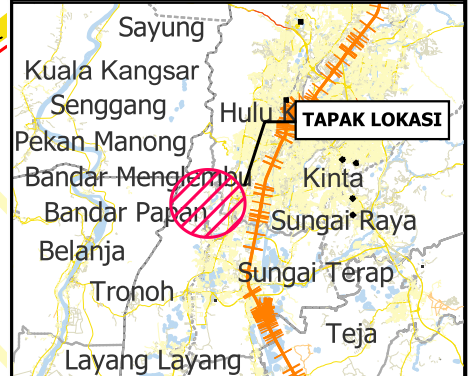 Sayung
Kuala Kangsar
Senggang
Hulu K
TAPAK LOKASI
Pekan Manong
Bandar Menglembu
Kinta
Bandar Papan
Sungai Raya
Belanja
Sungai Terap
Tronoh
Teja
Layang Layang